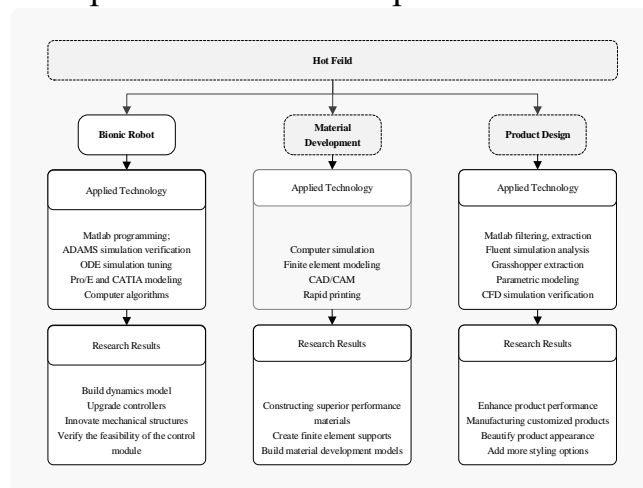 Hot Feild
Bionic Robot
Material
Development
Product Design
Applied Technology
Matlab programming;
ADAMS simulation verification
ODE simulation tuning
Pro/E and CATIA modeling
Computer algorithms
Applied Technology
Computer simulation
Finite element modeling
CAD/CAM
Rapid printing
Applied Technology
Matlab filtering, extraction
Fluent simulation analysis
Grasshopper extraction
Parametric modeling
CFD simulation verification
Research Results
Build dynamics model
Upgrade controllers
Innovate mechanical structures
Verify the feasibility of the control
module
Research Results
Constructing superior performance
materials
Create finite element supports
Build material development models
Research Results
Enhance product performance
Manufacturing customized products
Beautify product appearance
Add more styling options